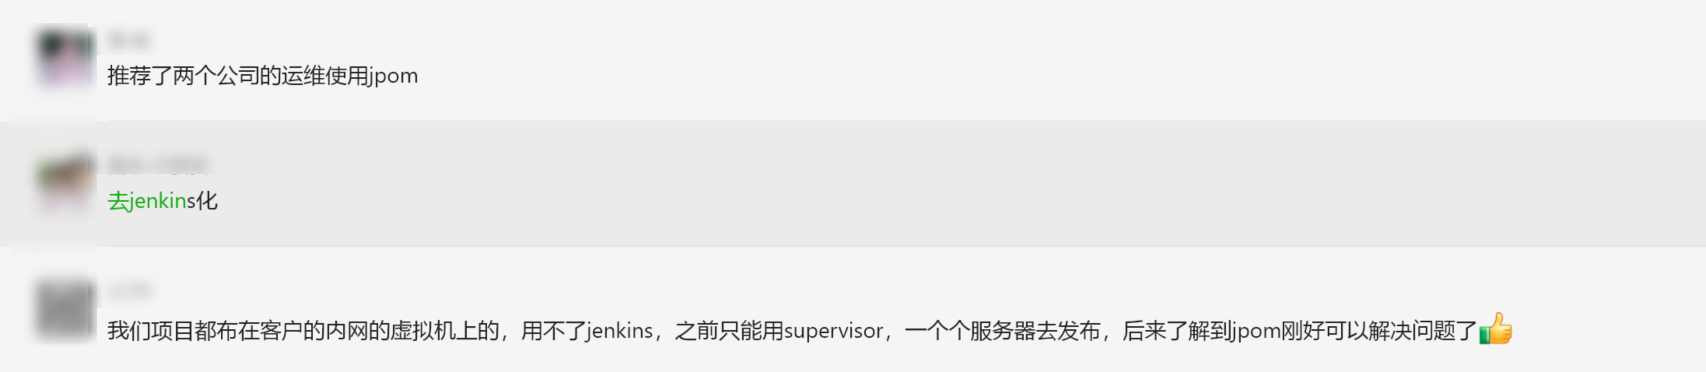 推荐了两个公司的运维使用jpom
去jenkins化
我们项目都布在客户的内网的虚拟机上的，用不了jenkins，之前只能用supervisor，一个个服务器去发布，后来了解到jpom刚好可以解决问题了👍